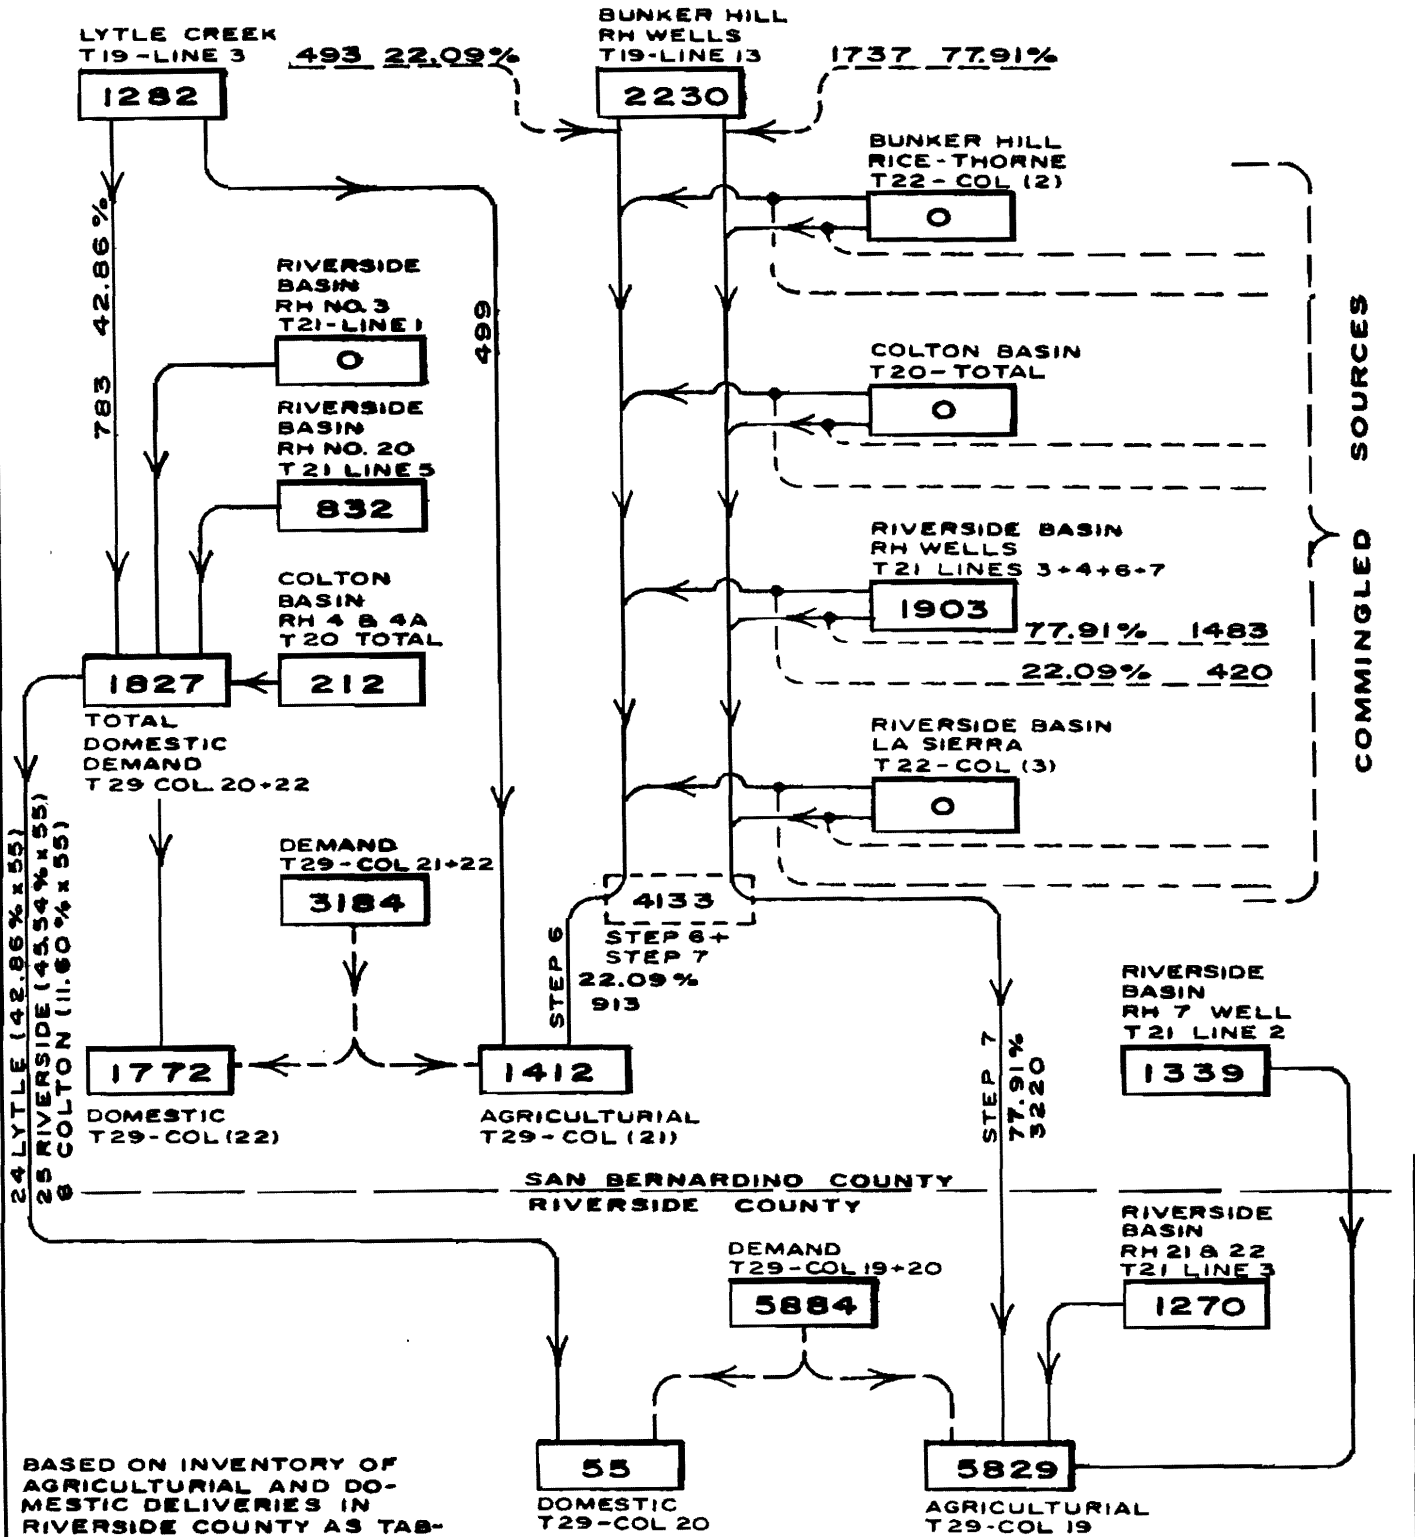 LYTLE CREEK
T19-LINE 3
1282
493 22.09%
BUNKER HILL
RH WELLS
T19-LINE 13
2230
1737 77.91%
BUNKER HILL
RICE-THORNE
T22-COL (2)
0
783 42.86%
RIVERSIDE
BASIN
RH NO. 3
T21-LINE 1
0
499
COLTON BASIN
T20-TOTAL
0
RIVERSIDE
BASIN
RH NO. 20
T21 LINE 5
832
RIVERSIDE BASIN
RH WELLS
T21 LINES 3+4+6+7
1903
77.91% 1483
22.09% 420
COMMINGLED SOURCES
COLTON
BASIN
RH 4 & 4A
T20 TOTAL
212
1827
TOTAL
DOMESTIC
DEMAND
T29 COL 20+22
RIVERSIDE BASIN
LA SIERRA
T22-COL (3)
0
24 LYTLE (42.86% x 55)
25 RIVERSIDE (45.54% x 55)
6 COLTON (11.60% x 55)
DEMAND
T29-COL 21+22
3184
4133
STEP 6+
STEP 7
STEP 6
22.09%
913
1772
DOMESTIC
T29-COL (22)
1412
AGRICULTURIAL
T29-COL (21)
STEP 7
77.91%
3220
RIVERSIDE
BASIN
RH 7 WELL
T21 LINE 2
1339
SAN BERNARDINO COUNTY
RIVERSIDE COUNTY
DEMAND
T29-COL 19+20
5884
RIVERSIDE
BASIN
RH 21 & 22
T21 LINE 3
1270
55
DOMESTIC
T29-COL 20
5829
AGRICULTURIAL
T29-COL 19
BASED ON INVENTORY OF
AGRICULTURIAL AND DO-
MESTIC DELIVERIES IN
RIVERSIDE COUNTY AS TAB-